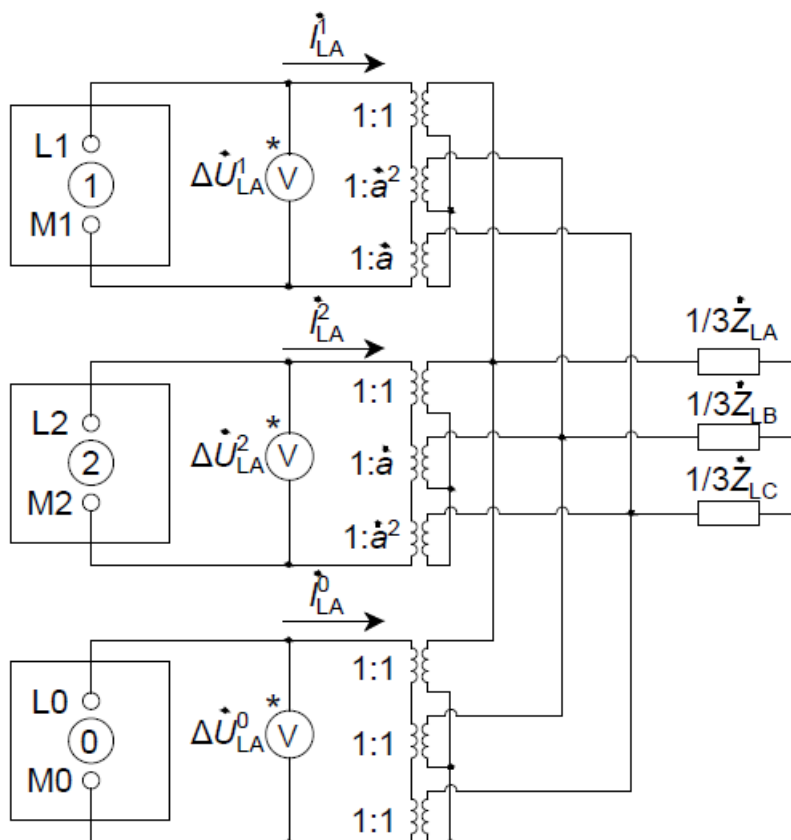 İ¹LA
L1
1
M1
*
ΔU̇¹LA
V
1:1
1:ȧ²
1:ȧ
İ²LA
L2
2
M2
*
ΔU̇²LA
V
1:1
1:ȧ
1:ȧ²
1/3ŻLA
1/3ŻLB
1/3ŻLC
İ⁰LA
L0
0
M0
*
ΔU̇⁰LA
V
1:1
1:1
1:1